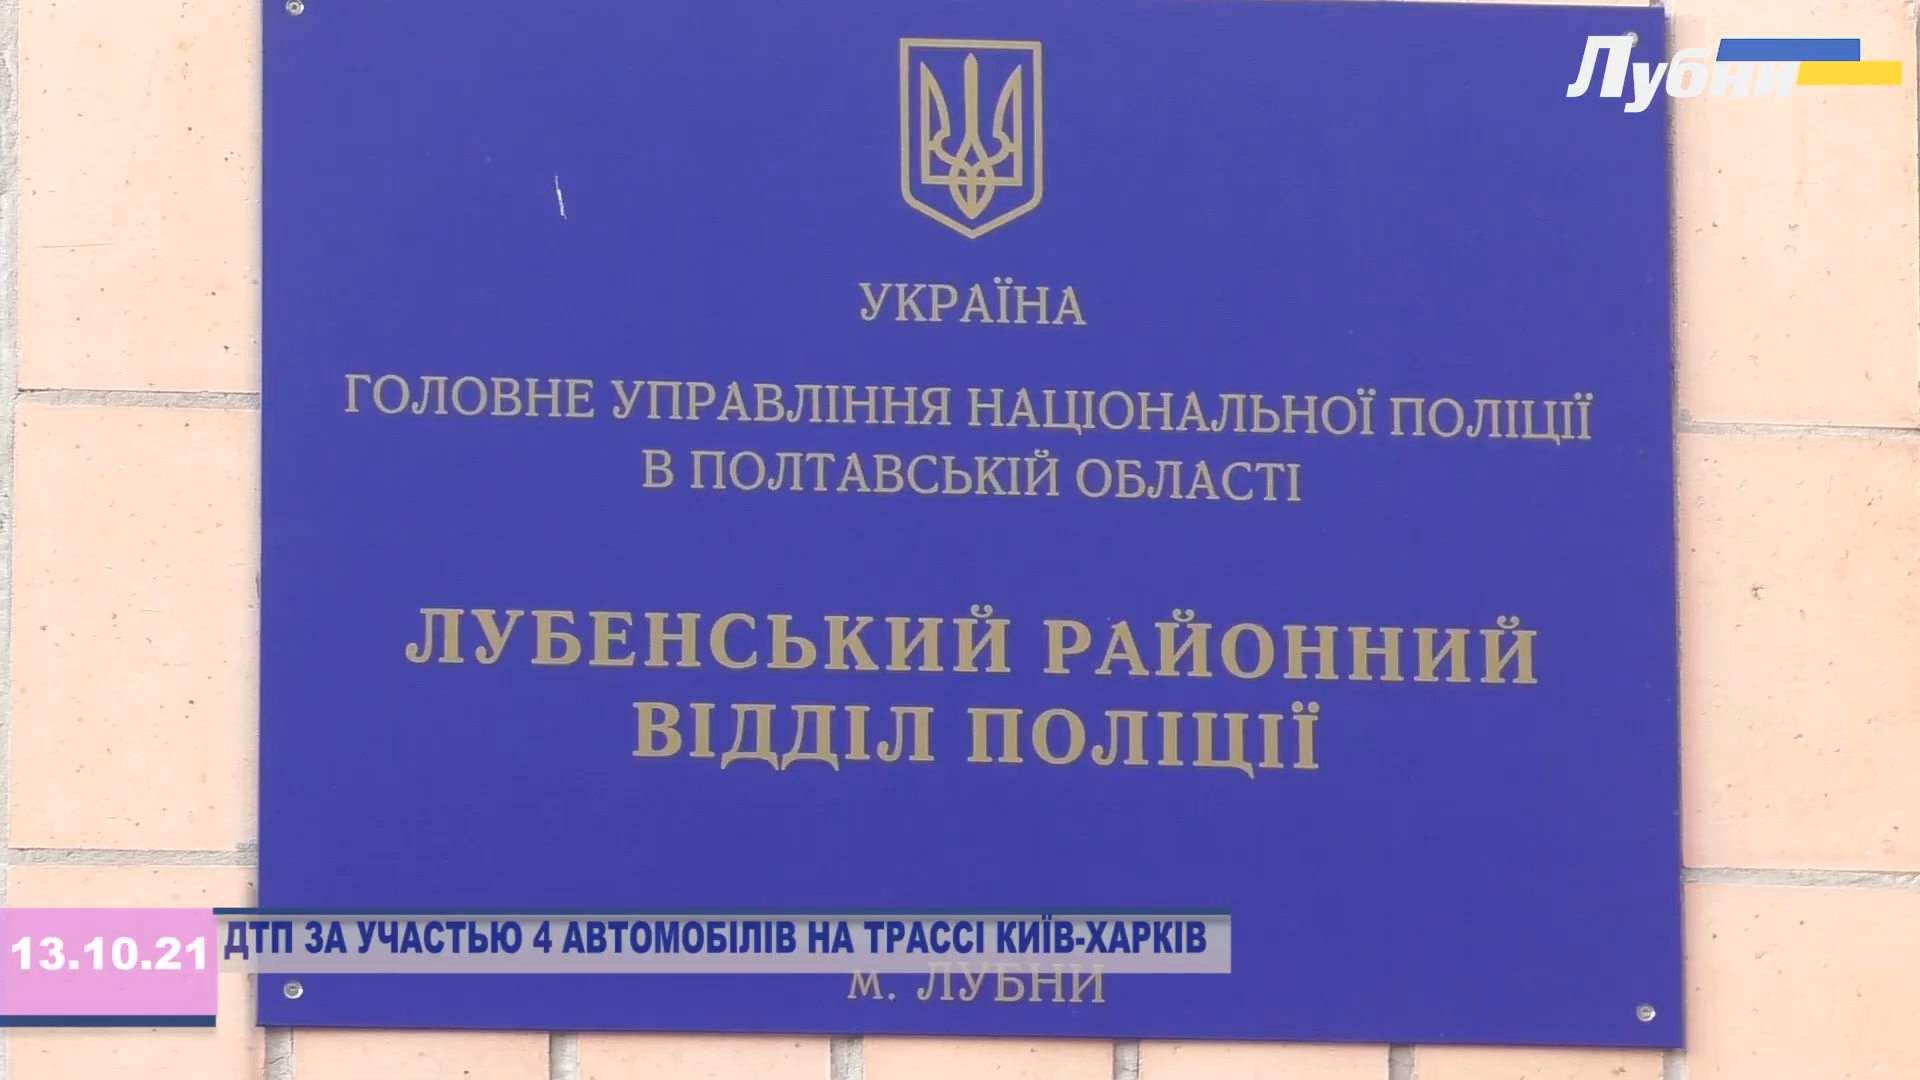 Лубни
УКРАЇНА
ГОЛОВНЕ УПРАВЛІННЯ НАЦІОНАЛЬНОЇ ПОЛІЦІЇ
В ПОЛТАВСЬКІЙ ОБЛАСТІ
ЛУБЕНСЬКИЙ РАЙОННИЙ
ВІДДІЛ ПОЛІЦІЇ
13.10.21
ДТП ЗА УЧАСТЬЮ 4 АВТОМОБІЛІВ НА ТРАССІ КИЇВ-ХАРКІВ
м. ЛУБНИ